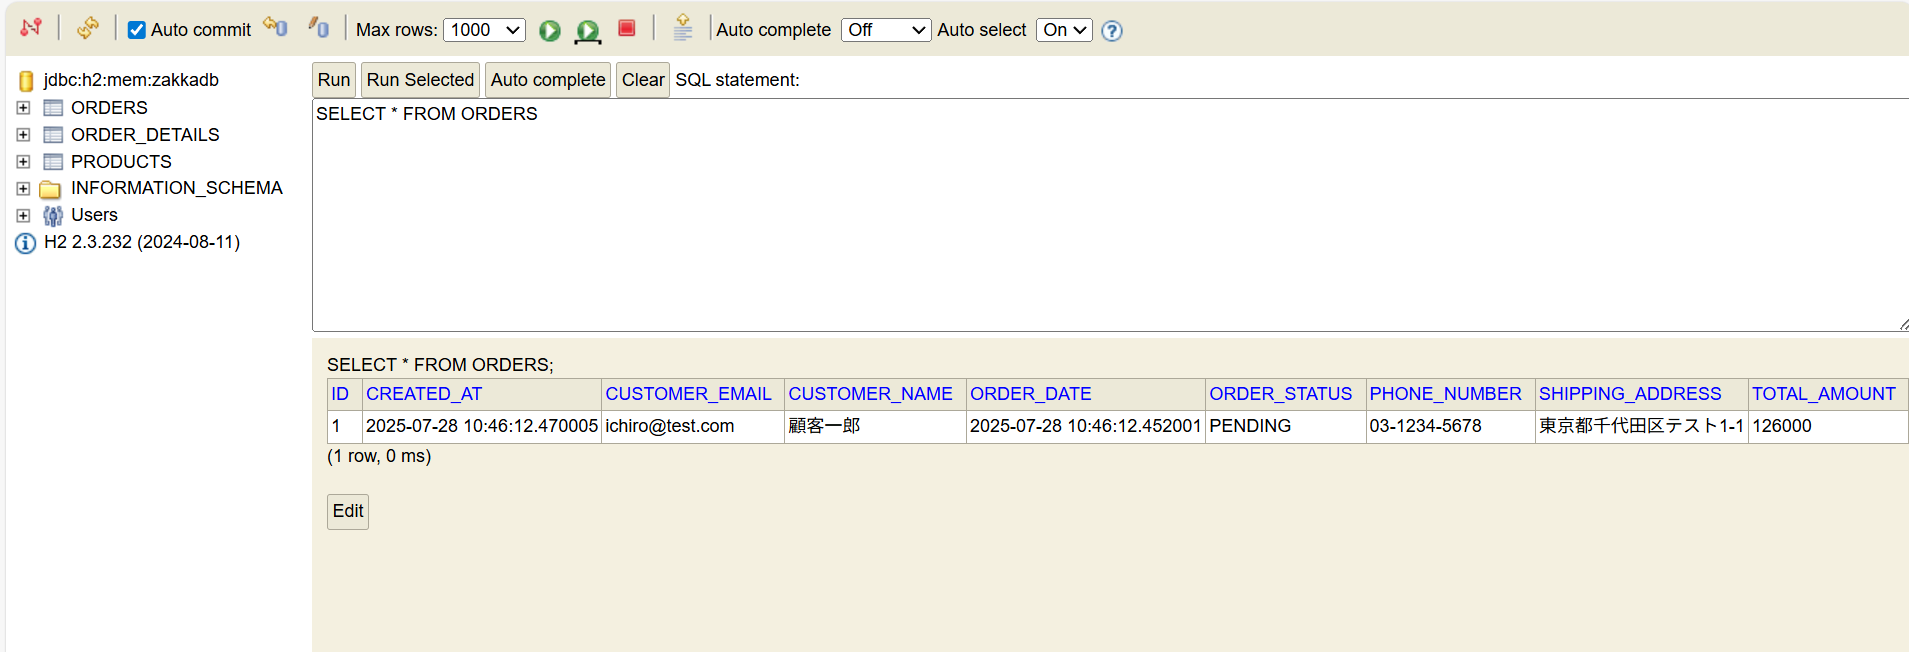 Auto commit Max rows: 1000 Auto complete Off Auto select On
jdbc:h2:mem:zakkadb
ORDERS
ORDER_DETAILS
PRODUCTS
INFORMATION_SCHEMA
Users
H2 2.3.232 (2024-08-11)
Run Run Selected Auto complete Clear SQL statement:
SELECT * FROM ORDERS
SELECT * FROM ORDERS;
ID CREATED_AT CUSTOMER_EMAIL CUSTOMER_NAME ORDER_DATE ORDER_STATUS PHONE_NUMBER SHIPPING_ADDRESS TOTAL_AMOUNT
1 2025-07-28 10:46:12.470005 ichiro@test.com 顧客一郎 2025-07-28 10:46:12.452001 PENDING 03-1234-5678 東京都千代田区テスト1-1 126000
(1 row, 0 ms)
Edit